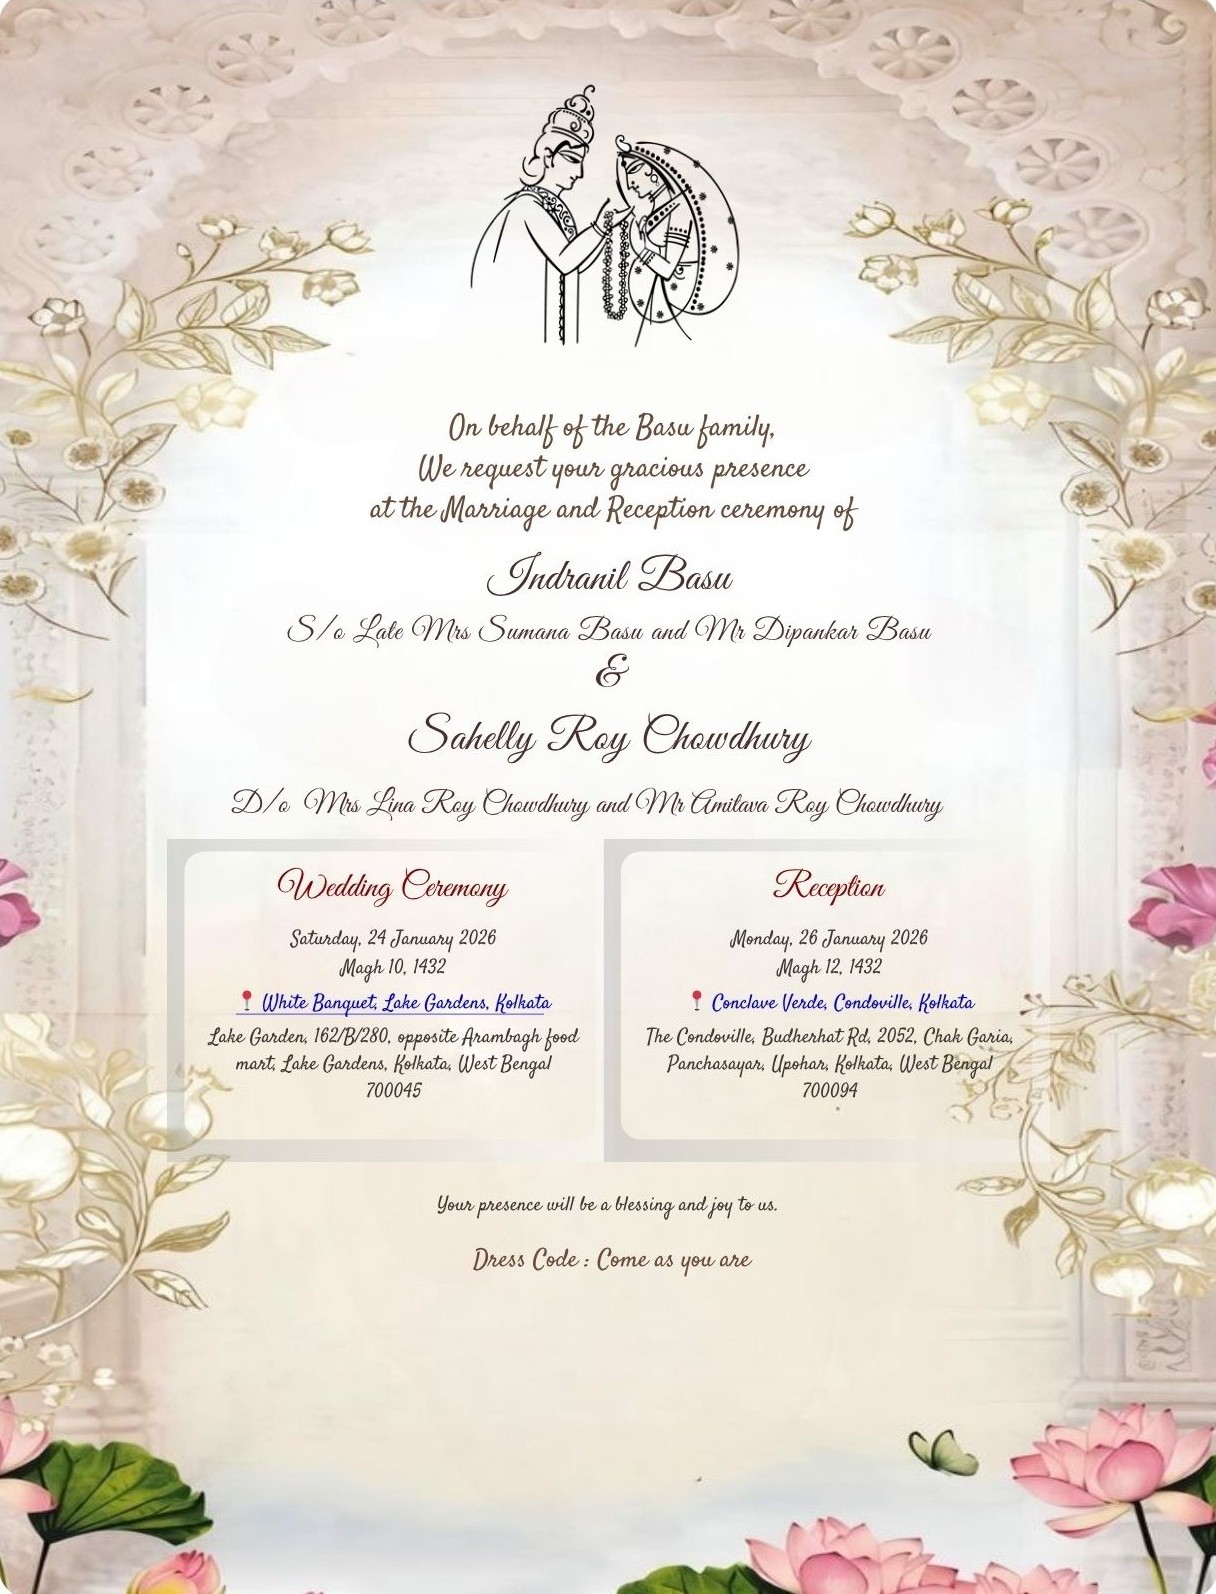 On behalf of the Basu family,
We request your gracious presence
at the Marriage and Reception ceremony of
Indranil Basu
S/o Late Mrs Sumana Basu and Mr Dipankar Basu
&
Sahelly Roy Chowdhury
D/o Mrs Lina Roy Chowdhury and Mr Amitava Roy Chowdhury
Wedding Ceremony
Saturday, 24 January 2026
Magh 10, 1432
White Banquet, Lake Gardens, Kolkata
Lake Garden, 162/B/280, opposite Arambagh food
mart, Lake Gardens, Kolkata, West Bengal
700045
Reception
Monday, 26 January 2026
Magh 12, 1432
Conclave Verde, Condoville, Kolkata
The Condoville, Budherhat Rd, 2052, Chak Garia,
Panchasayar, Upohar, Kolkata, West Bengal
700094
Your presence will be a blessing and joy to us.
Dress Code : Come as you are